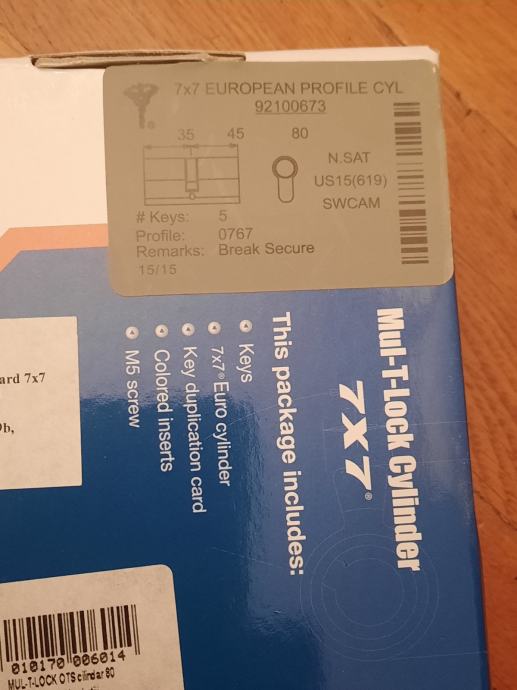 7x7 EUROPEAN PROFILE CYL
92100673
35 45 80
N.SAT
US15(619)
SWCAM
# Keys: 5
Profile: 0767
Remarks: Break Secure
15/15
Mul-T-Lock Cylinder
7X7®
This package includes:
Keys
7x7® Euro cylinder
Key duplication card
Colored inserts
M5 screw
ard 7x7
9b,
010170 006014
MUL-T-LOCK OTS cilindar 80